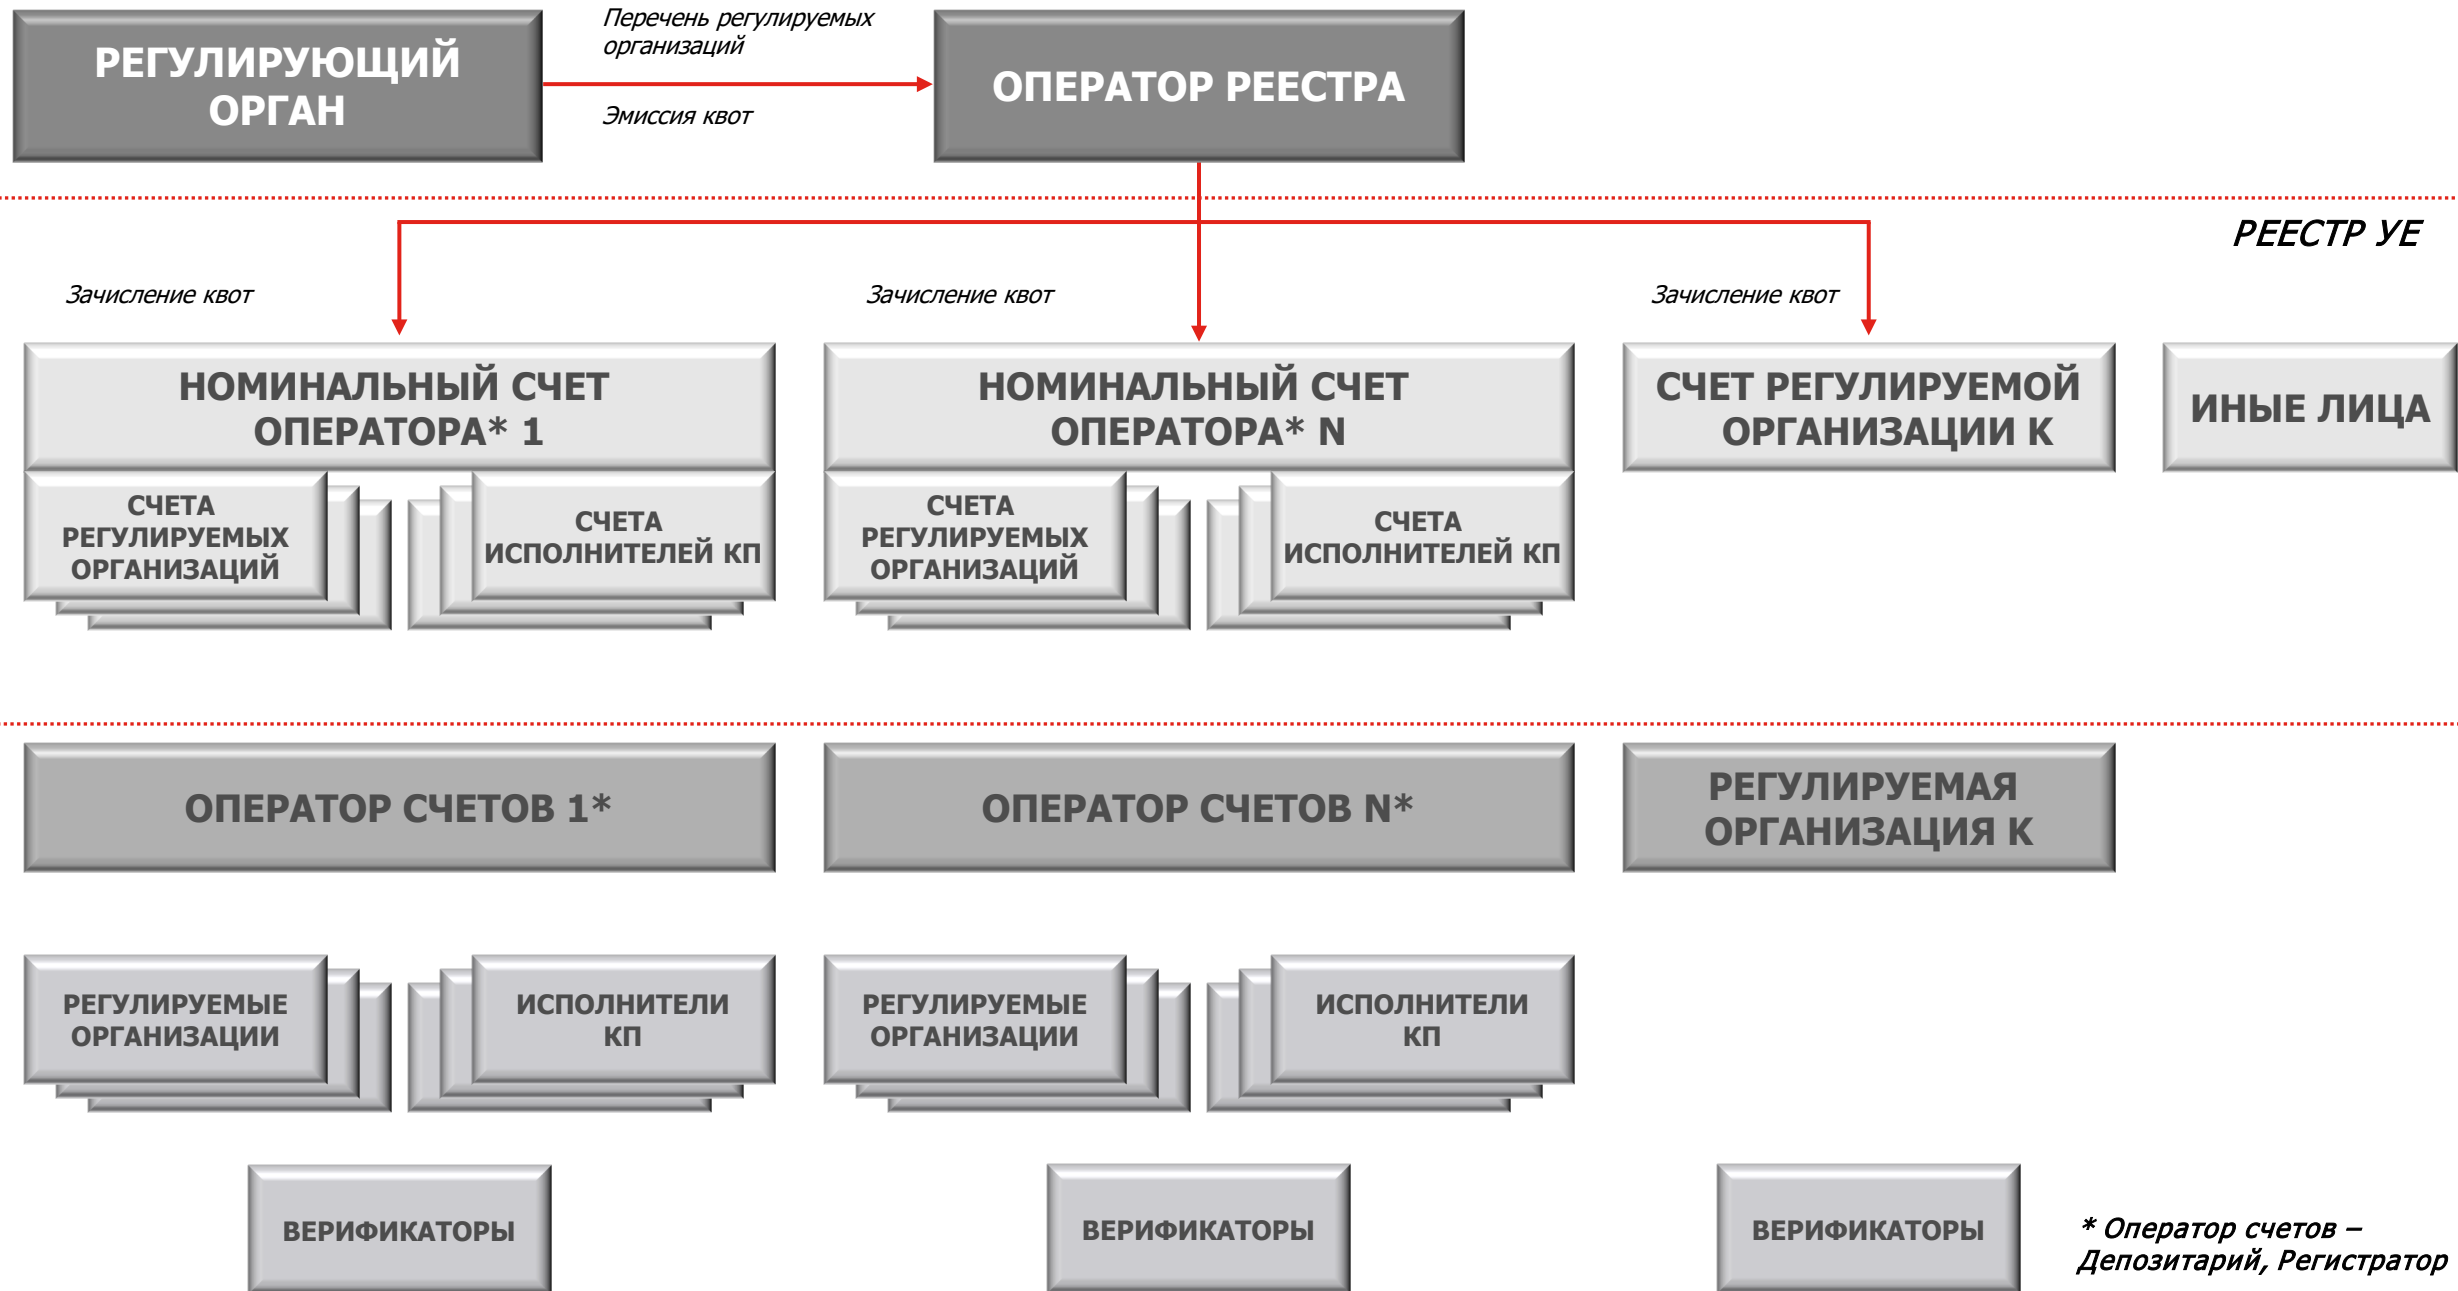 РЕГУЛИРУЮЩИЙ
ОРГАН
Перечень регулируемых
организаций
Эмиссия квот
ОПЕРАТОР РЕЕСТРА
РЕЕСТР УЕ
Зачисление квот
Зачисление квот
Зачисление квот
НОМИНАЛЬНЫЙ СЧЕТ
ОПЕРАТОРА* 1
НОМИНАЛЬНЫЙ СЧЕТ
ОПЕРАТОРА* N
СЧЕТ РЕГУЛИРУЕМОЙ
ОРГАНИЗАЦИИ К
ИНЫЕ ЛИЦА
СЧЕТА
РЕГУЛИРУЕМЫХ
ОРГАНИЗАЦИЙ
СЧЕТА
ИСПОЛНИТЕЛЕЙ КП
СЧЕТА
РЕГУЛИРУЕМЫХ
ОРГАНИЗАЦИЙ
СЧЕТА
ИСПОЛНИТЕЛЕЙ КП
ОПЕРАТОР СЧЕТОВ 1*
ОПЕРАТОР СЧЕТОВ N*
РЕГУЛИРУЕМАЯ
ОРГАНИЗАЦИЯ К
РЕГУЛИРУЕМЫЕ
ОРГАНИЗАЦИИ
ИСПОЛНИТЕЛИ
КП
РЕГУЛИРУЕМЫЕ
ОРГАНИЗАЦИИ
ИСПОЛНИТЕЛИ
КП
ВЕРИФИКАТОРЫ
ВЕРИФИКАТОРЫ
ВЕРИФИКАТОРЫ
* Оператор счетов –
Депозитарий, Регистратор